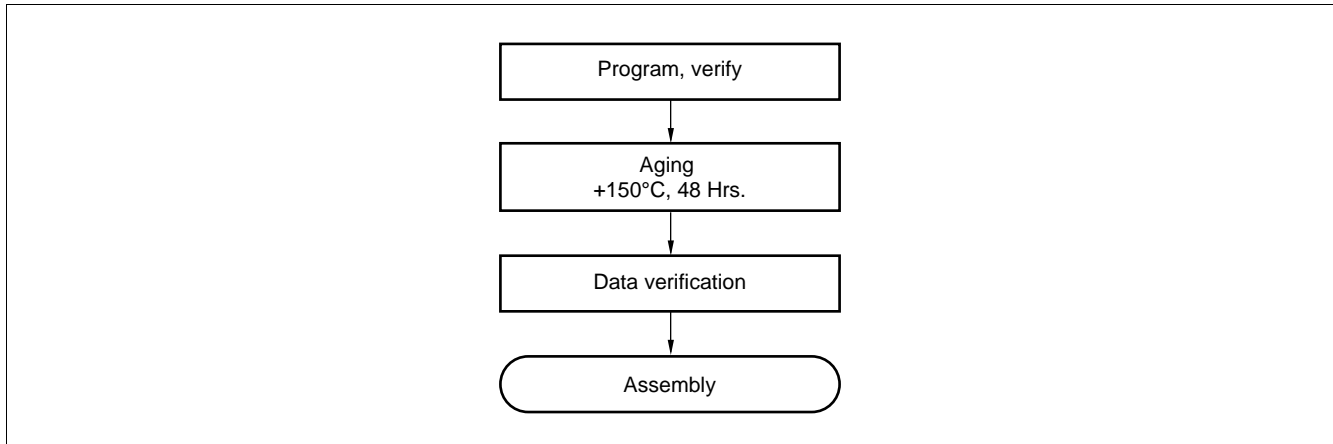 Program, verify
Aging
+150°C, 48 Hrs.
Data verification
Assembly